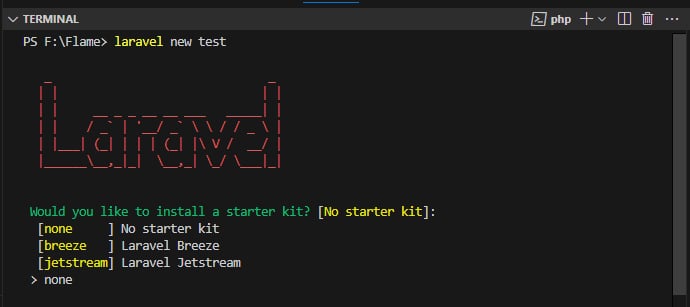 TERMINAL
php
PS F:\Flame> laravel new test
Laravel
Would you like to install a starter kit? [No starter kit]:
[none     ] No starter kit
[breeze   ] Laravel Breeze
[jetstream] Laravel Jetstream
> none